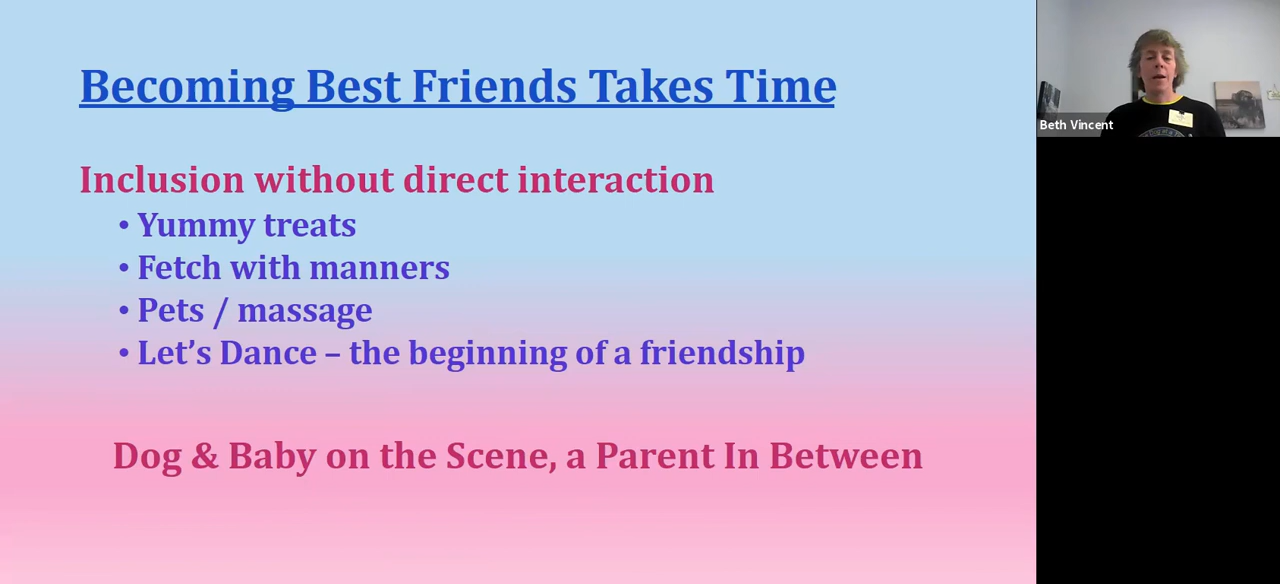 Becoming Best Friends Takes Time
Inclusion without direct interaction
• Yummy treats
• Fetch with manners
• Pets / massage
• Let's Dance – the beginning of a friendship
Dog & Baby on the Scene, a Parent In Between
Beth Vincent